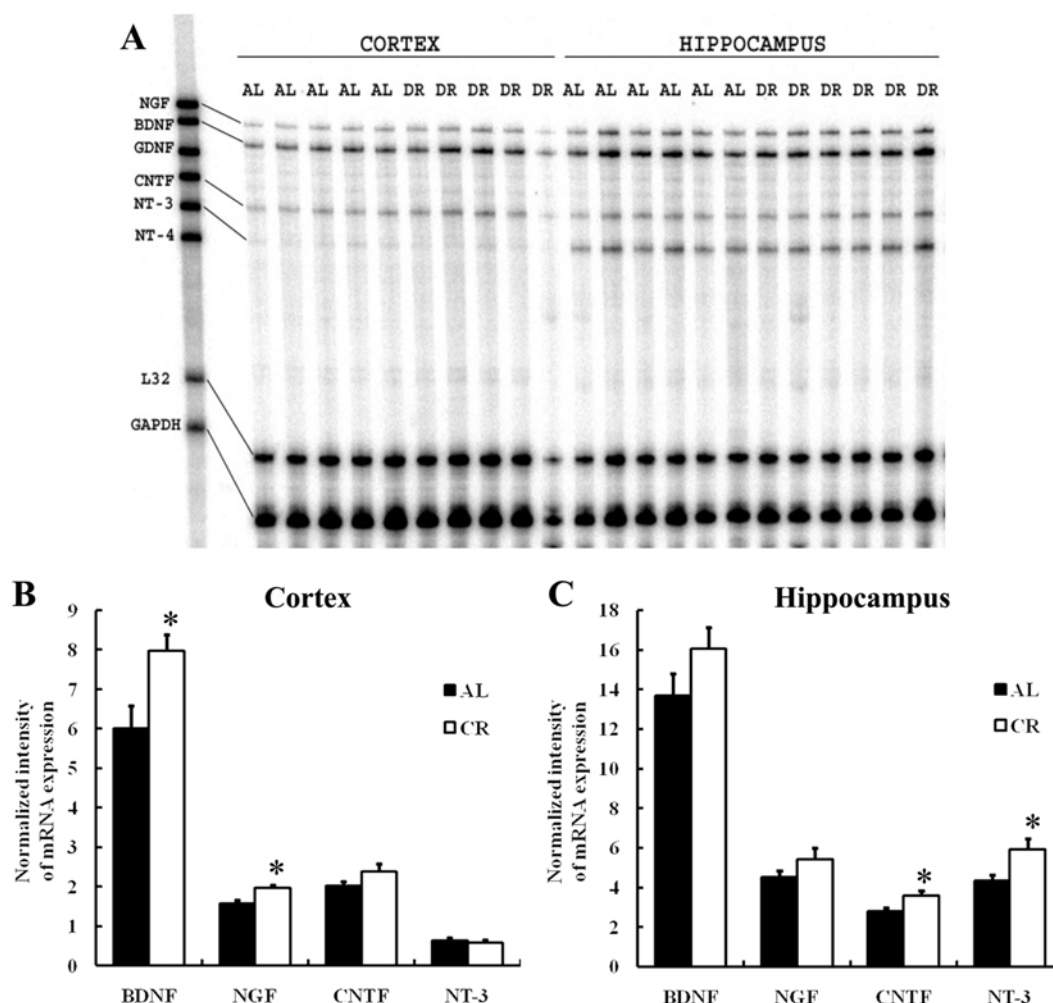 A
CORTEX HIPPOCAMPUS
AL AL AL AL AL DR DR DR DR DR AL AL AL AL AL AL DR DR DR DR DR DR
NGF
BDNF
GDNF
CNTF
NT-3
NT-4
L32
GAPDH
B Cortex
Normalized intensity
of mRNA expression
9
8
7
6
5
4
3
2
1
0
*
*
AL
CR
BDNF NGF CNTF NT-3
C Hippocampus
Normalized intensity
of mRNA expression
18
16
14
12
10
8
6
4
2
0
*
*
AL
CR
BDNF NGF CNTF NT-3